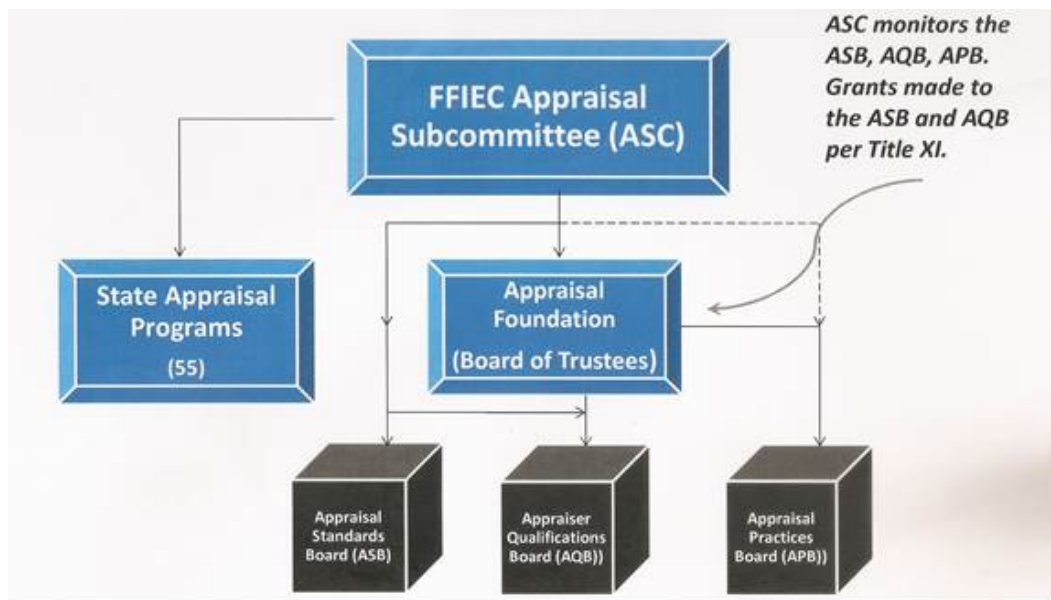 ASC monitors the
ASB, AQB, APB.
Grants made to
the ASB and AQB
per Title XI.
FFIEC Appraisal
Subcommittee (ASC)
State Appraisal
Programs
(55)
Appraisal
Foundation
(Board of Trustees)
Appraisal
Standards
Board (ASB)
Appraiser
Qualifications
Board (AQB))
Appraisal
Practices
Board (APB))